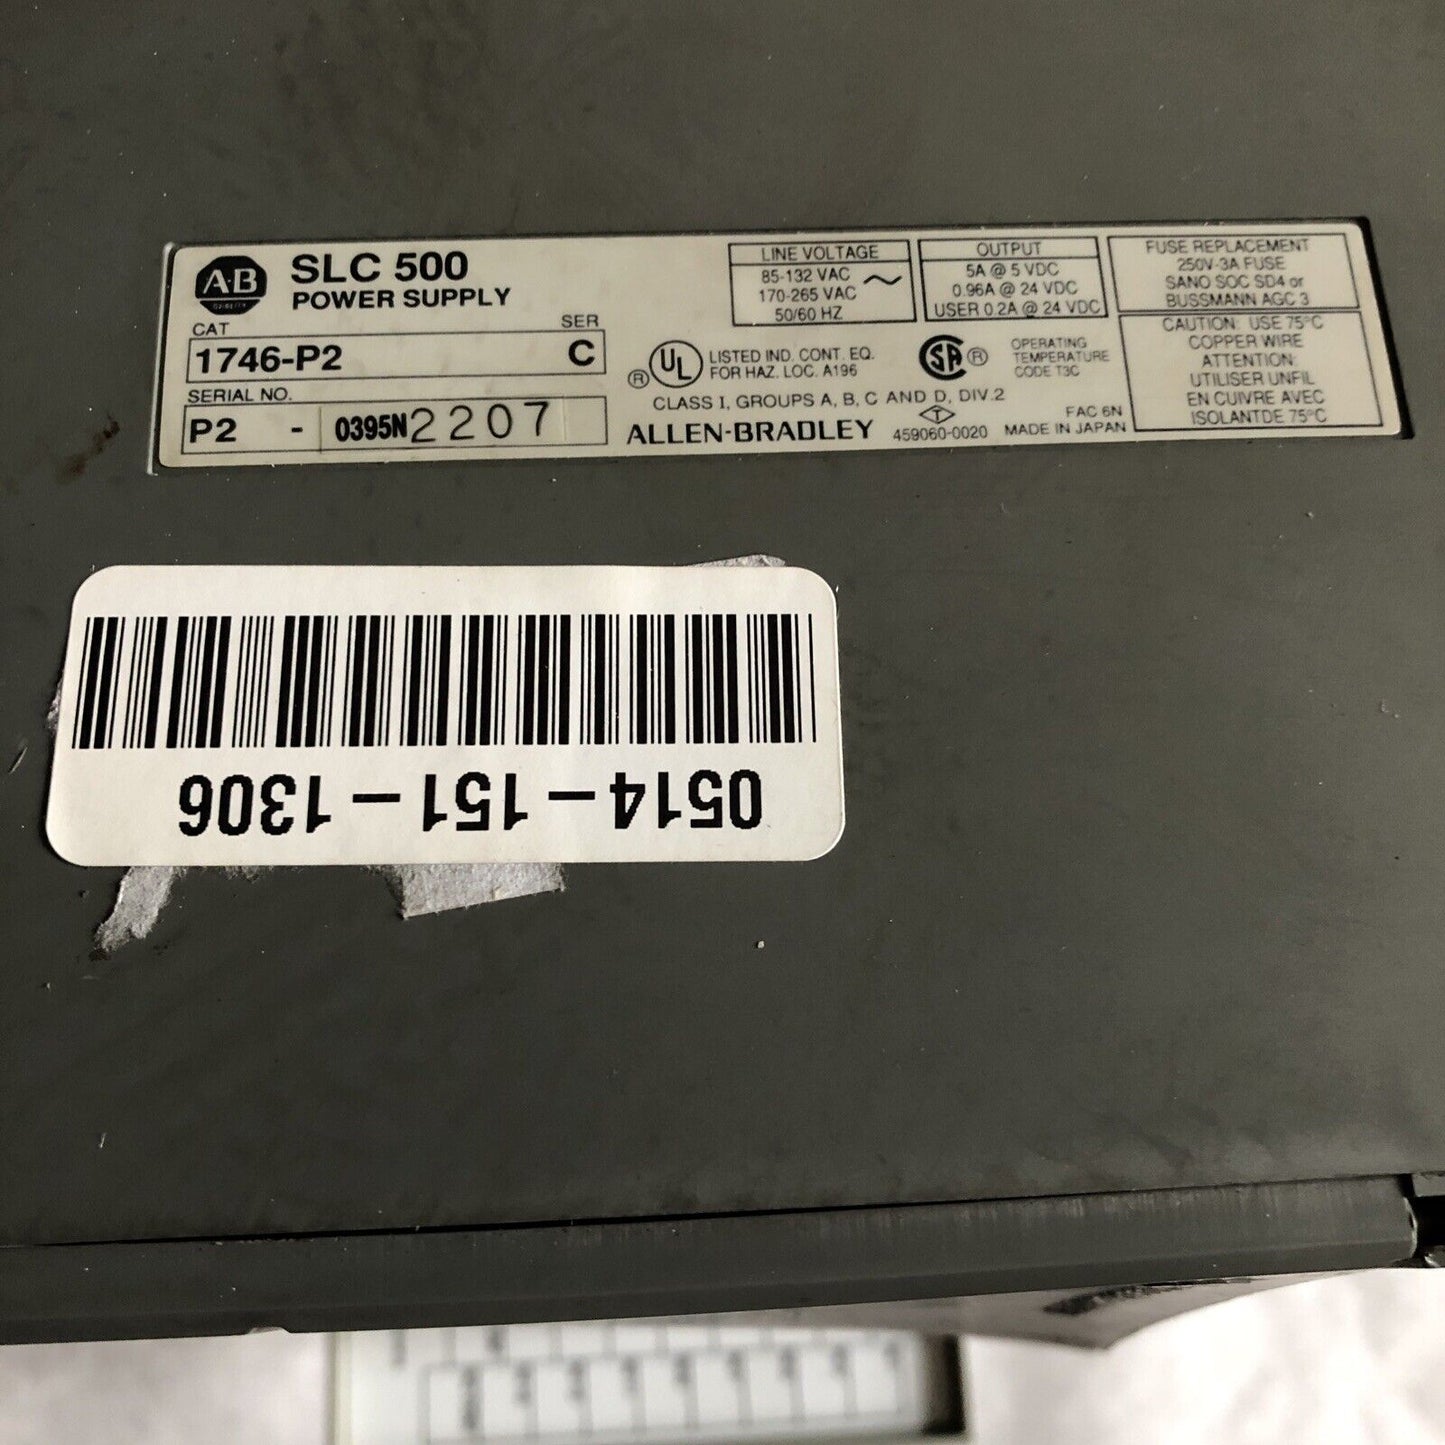 A-B
SLC 500
POWER SUPPLY
CAT
SER
1746-P2
C
SERIAL NO.
P2 - 0395N2207
LINE VOLTAGE
85-132 VAC
170-265 VAC
50/60 HZ
OUTPUT
5A @ 5 VDC
0.96A @ 24 VDC
USER 0.2A @ 24 VDC
FUSE REPLACEMENT
250V-3A FUSE
SANO SOC SD4 or
BUSSMANN AGC 3
® UL LISTED IND. CONT. EQ.
FOR HAZ. LOC. A196
SA ®
OPERATING
TEMPERATURE
CODE T3C
CLASS I, GROUPS A, B, C AND D, DIV.2
ALLEN-BRADLEY
459060-0020
FAC 6N
MADE IN JAPAN
CAUTION: USE 75°C
COPPER WIRE
ATTENTION:
UTILISER UNFIL
EN CUIVRE AVEC
ISOLANTDE 75°C
0514-151-1306